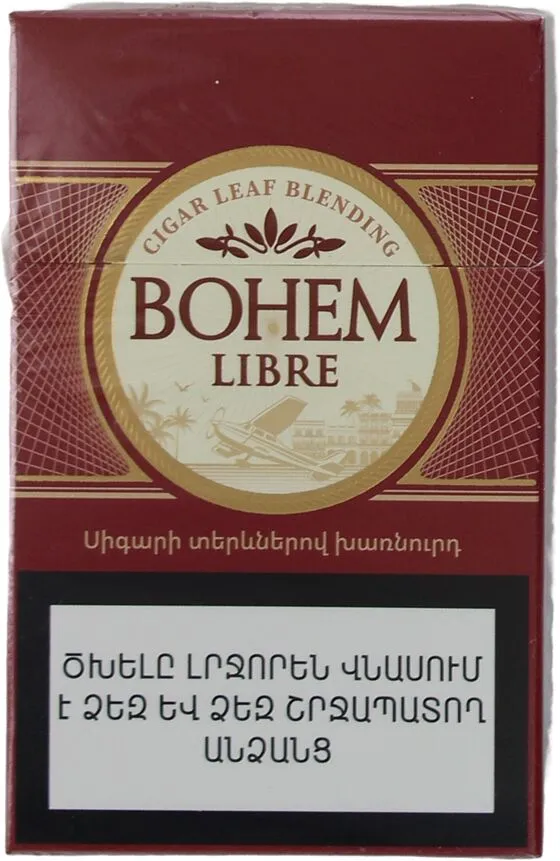 CIGAR LEAF BLENDING
BOHEM
LIBRE
Սիգարի տերևներով խառնուրդ
ԾԽԵԼԸ ԼՐՋՈՐԵՆ ՎՆԱՍՈՒՄ
Է ՁԵԶ ԵՎ ՁԵԶ ՇՐՋԱՊԱՏՈՂ
ԱՆՁԱՆՑ